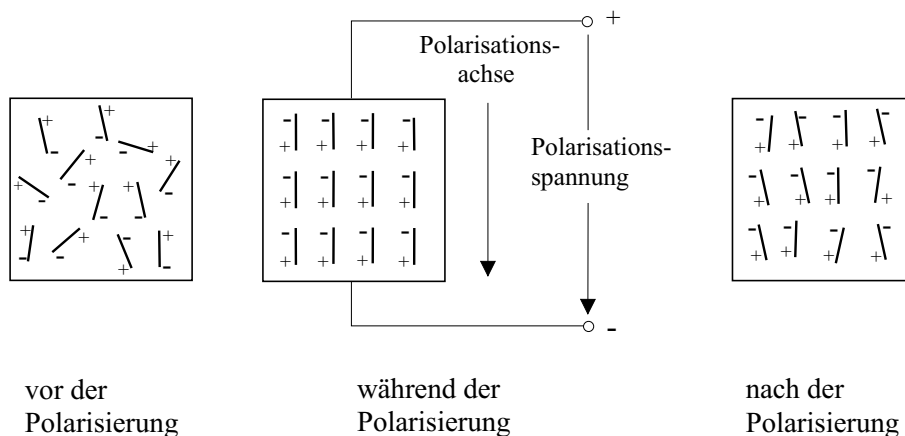 +
Polarisations-
achse
Polarisations-
spannung
-
vor der
Polarisierung
während der
Polarisierung
nach der
Polarisierung